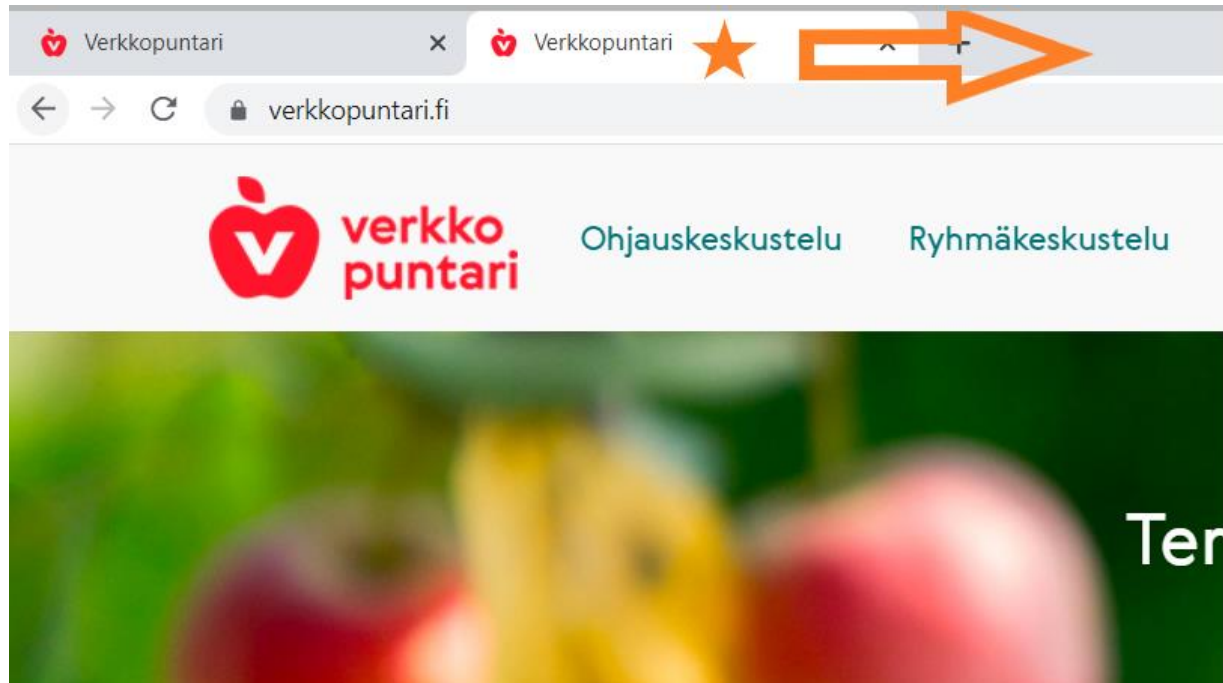 Verkkopuntari
Verkkopuntari
verkkopuntari.fi
verkko
puntari
Ohjauskeskustelu
Ryhmäkeskustelu
Ter